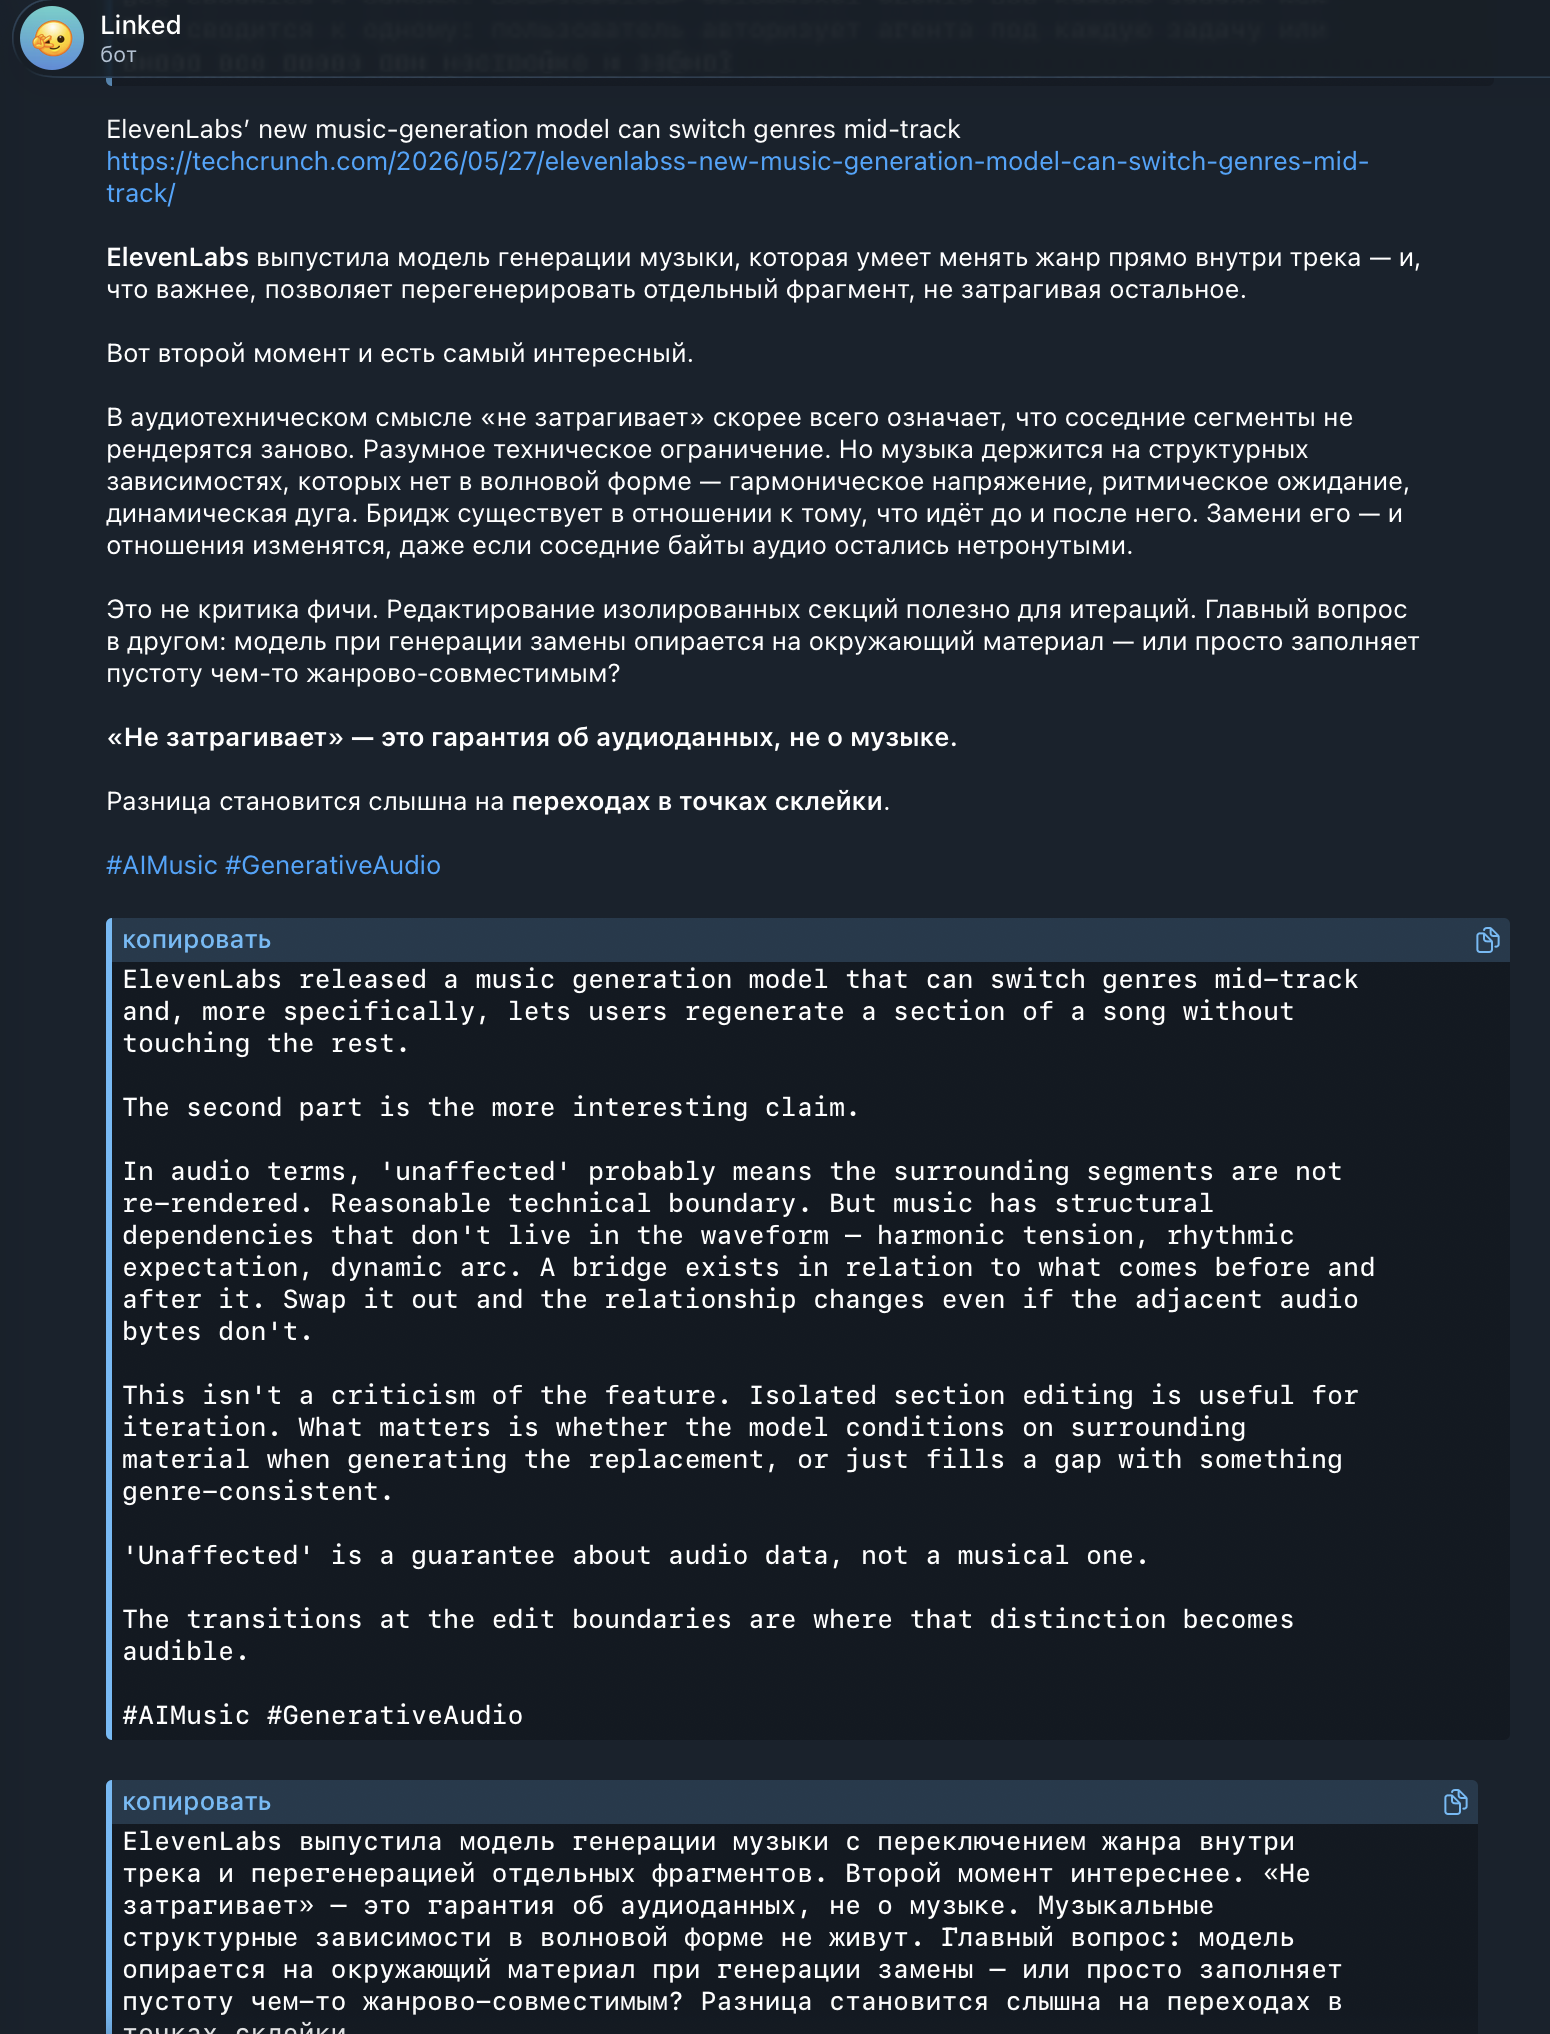 Linked
бот
ElevenLabs’ new music-generation model can switch genres mid-track
https://techcrunch.com/2026/05/27/elevenlabss-new-music-generation-model-can-switch-genres-mid-
track/
ElevenLabs выпустила модель генерации музыки, которая умеет менять жанр прямо внутри трека — и,
что важнее, позволяет перегенерировать отдельный фрагмент, не затрагивая остальное.
Вот второй момент и есть самый интересный.
В аудиотехническом смысле «не затрагивает» скорее всего означает, что соседние сегменты не
рендерятся заново. Разумное техническое ограничение. Но музыка держится на структурных
зависимостях, которых нет в волновой форме — гармоническое напряжение, ритмическое ожидание,
динамическая дуга. Бридж существует в отношении к тому, что идёт до и после него. Замени его — и
отношения изменятся, даже если соседние байты аудио остались нетронутыми.
Это не критика фичи. Редактирование изолированных секций полезно для итераций. Главный вопрос
в другом: модель при генерации замены опирается на окружающий материал — или просто заполняет
пустоту чем-то жанрово-совместимым?
«Не затрагивает» — это гарантия об аудиоданных, не о музыке.
Разница становится слышна на переходах в точках склейки.
#AIMusic #GenerativeAudio
копировать
ElevenLabs released a music generation model that can switch genres mid-track
and, more specifically, lets users regenerate a section of a song without
touching the rest.
The second part is the more interesting claim.
In audio terms, 'unaffected' probably means the surrounding segments are not
re-rendered. Reasonable technical boundary. But music has structural
dependencies that don't live in the waveform — harmonic tension, rhythmic
expectation, dynamic arc. A bridge exists in relation to what comes before and
after it. Swap it out and the relationship changes even if the adjacent audio
bytes don't.
This isn't a criticism of the feature. Isolated section editing is useful for
iteration. What matters is whether the model conditions on surrounding
material when generating the replacement, or just fills a gap with something
genre-consistent.
'Unaffected' is a guarantee about audio data, not a musical one.
The transitions at the edit boundaries are where that distinction becomes
audible.
#AIMusic #GenerativeAudio
копировать
ElevenLabs выпустила модель генерации музыки с переключением жанра внутри
трека и перегенерацией отдельных фрагментов. Второй момент интереснее. «Не
затрагивает» — это гарантия об аудиоданных, не о музыке. Музыкальные
структурные зависимости в волновой форме не живут. Главный вопрос: модель
опирается на окружающий материал при генерации замены — или просто заполняет
пустоту чем-то жанрово-совместимым? Разница становится слышна на переходах в
точках склейки.